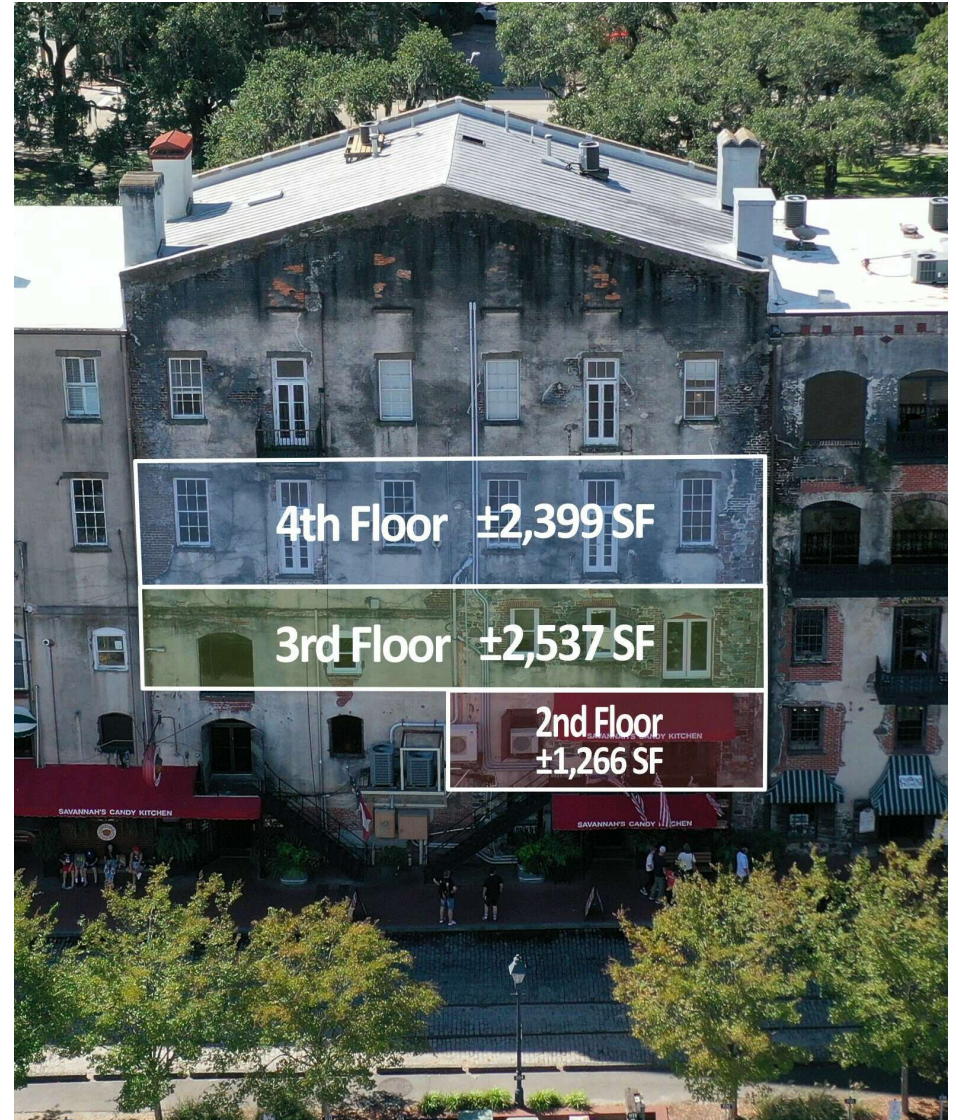 4th Floor ±2,399 SF
3rd Floor ±2,537 SF
2nd Floor
±1,266 SF
SAVANNAH'S CANDY KITCHEN
SAVANNAH'S CANDY KITCHEN
SAVANNAH'S CANDY KITCHEN